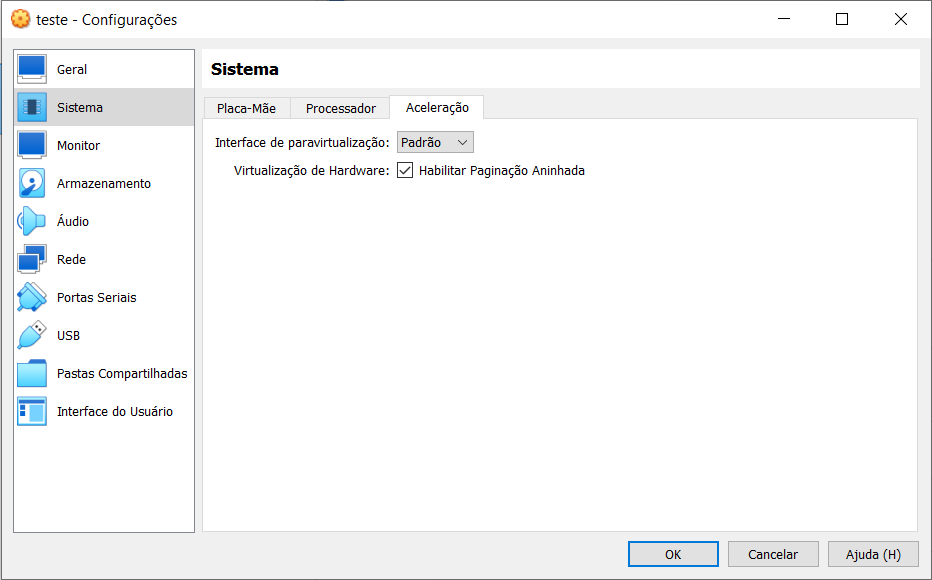 teste - Configurações
Geral
Sistema
Monitor
Armazenamento
Áudio
Rede
Portas Seriais
USB
Pastas Compartilhadas
Interface do Usuário
Sistema
Placa-Mãe Processador Aceleração
Interface de paravirtualização: Padrão
Virtualização de Hardware: Habilitar Paginação Aninhada
OK Cancelar Ajuda (H)